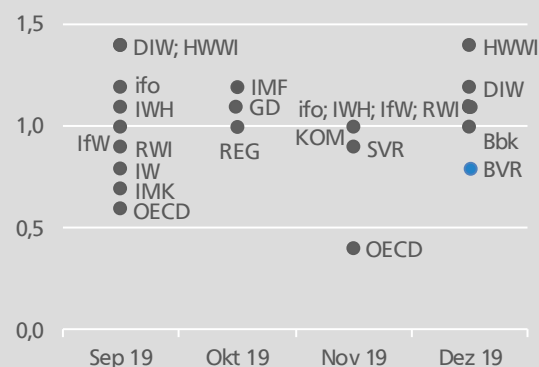 1,5
DIW; HWWI
HWWI
ifo
IMF
DIW
IWH
GD
ifo; IWH; IfW; RWI
1,0
IfW
REG
KOM
Bbk
RWI
SVR
IW
BVR
IMK
OECD
0,5
OECD
0,0
Sep 19 Okt 19 Nov 19 Dez 19